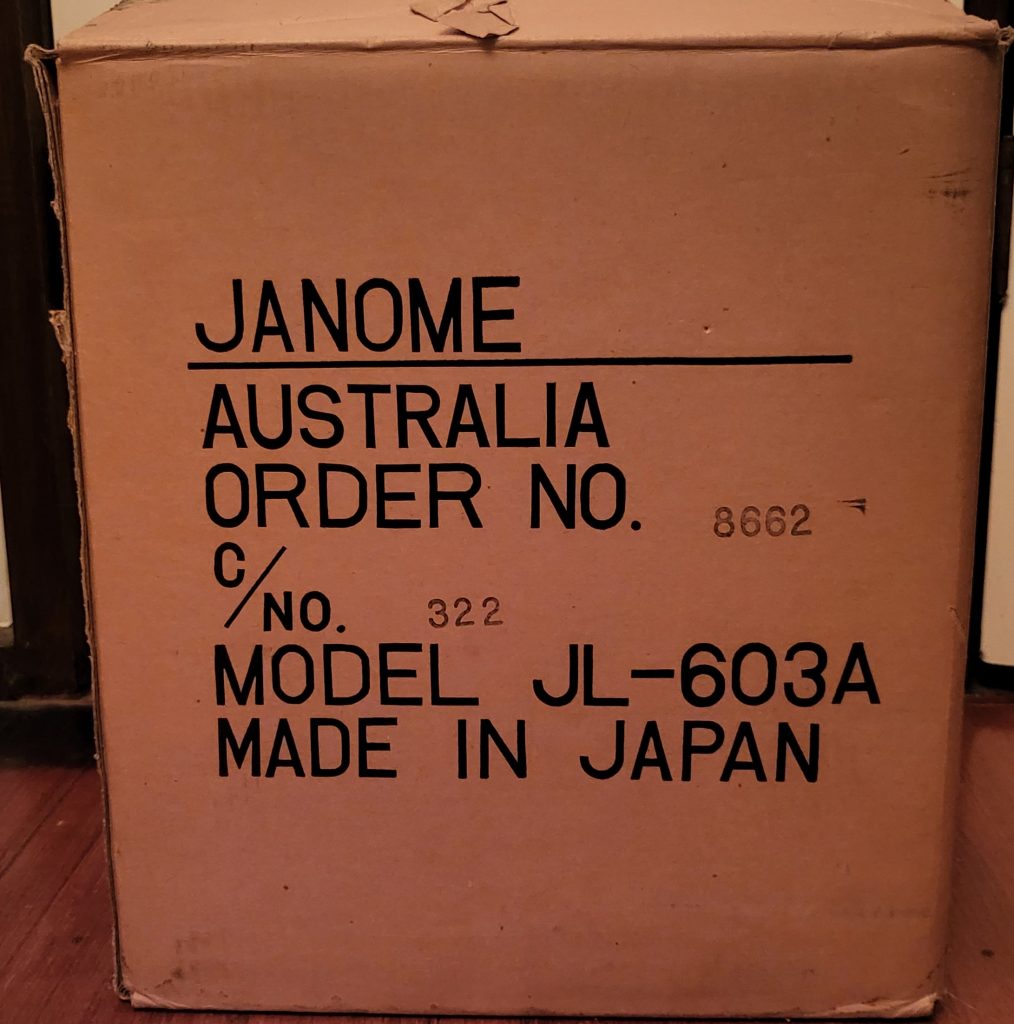 JANOME
AUSTRALIA
ORDER NO. 8662
C/NO. 322
MODEL JL-603A
MADE IN JAPAN